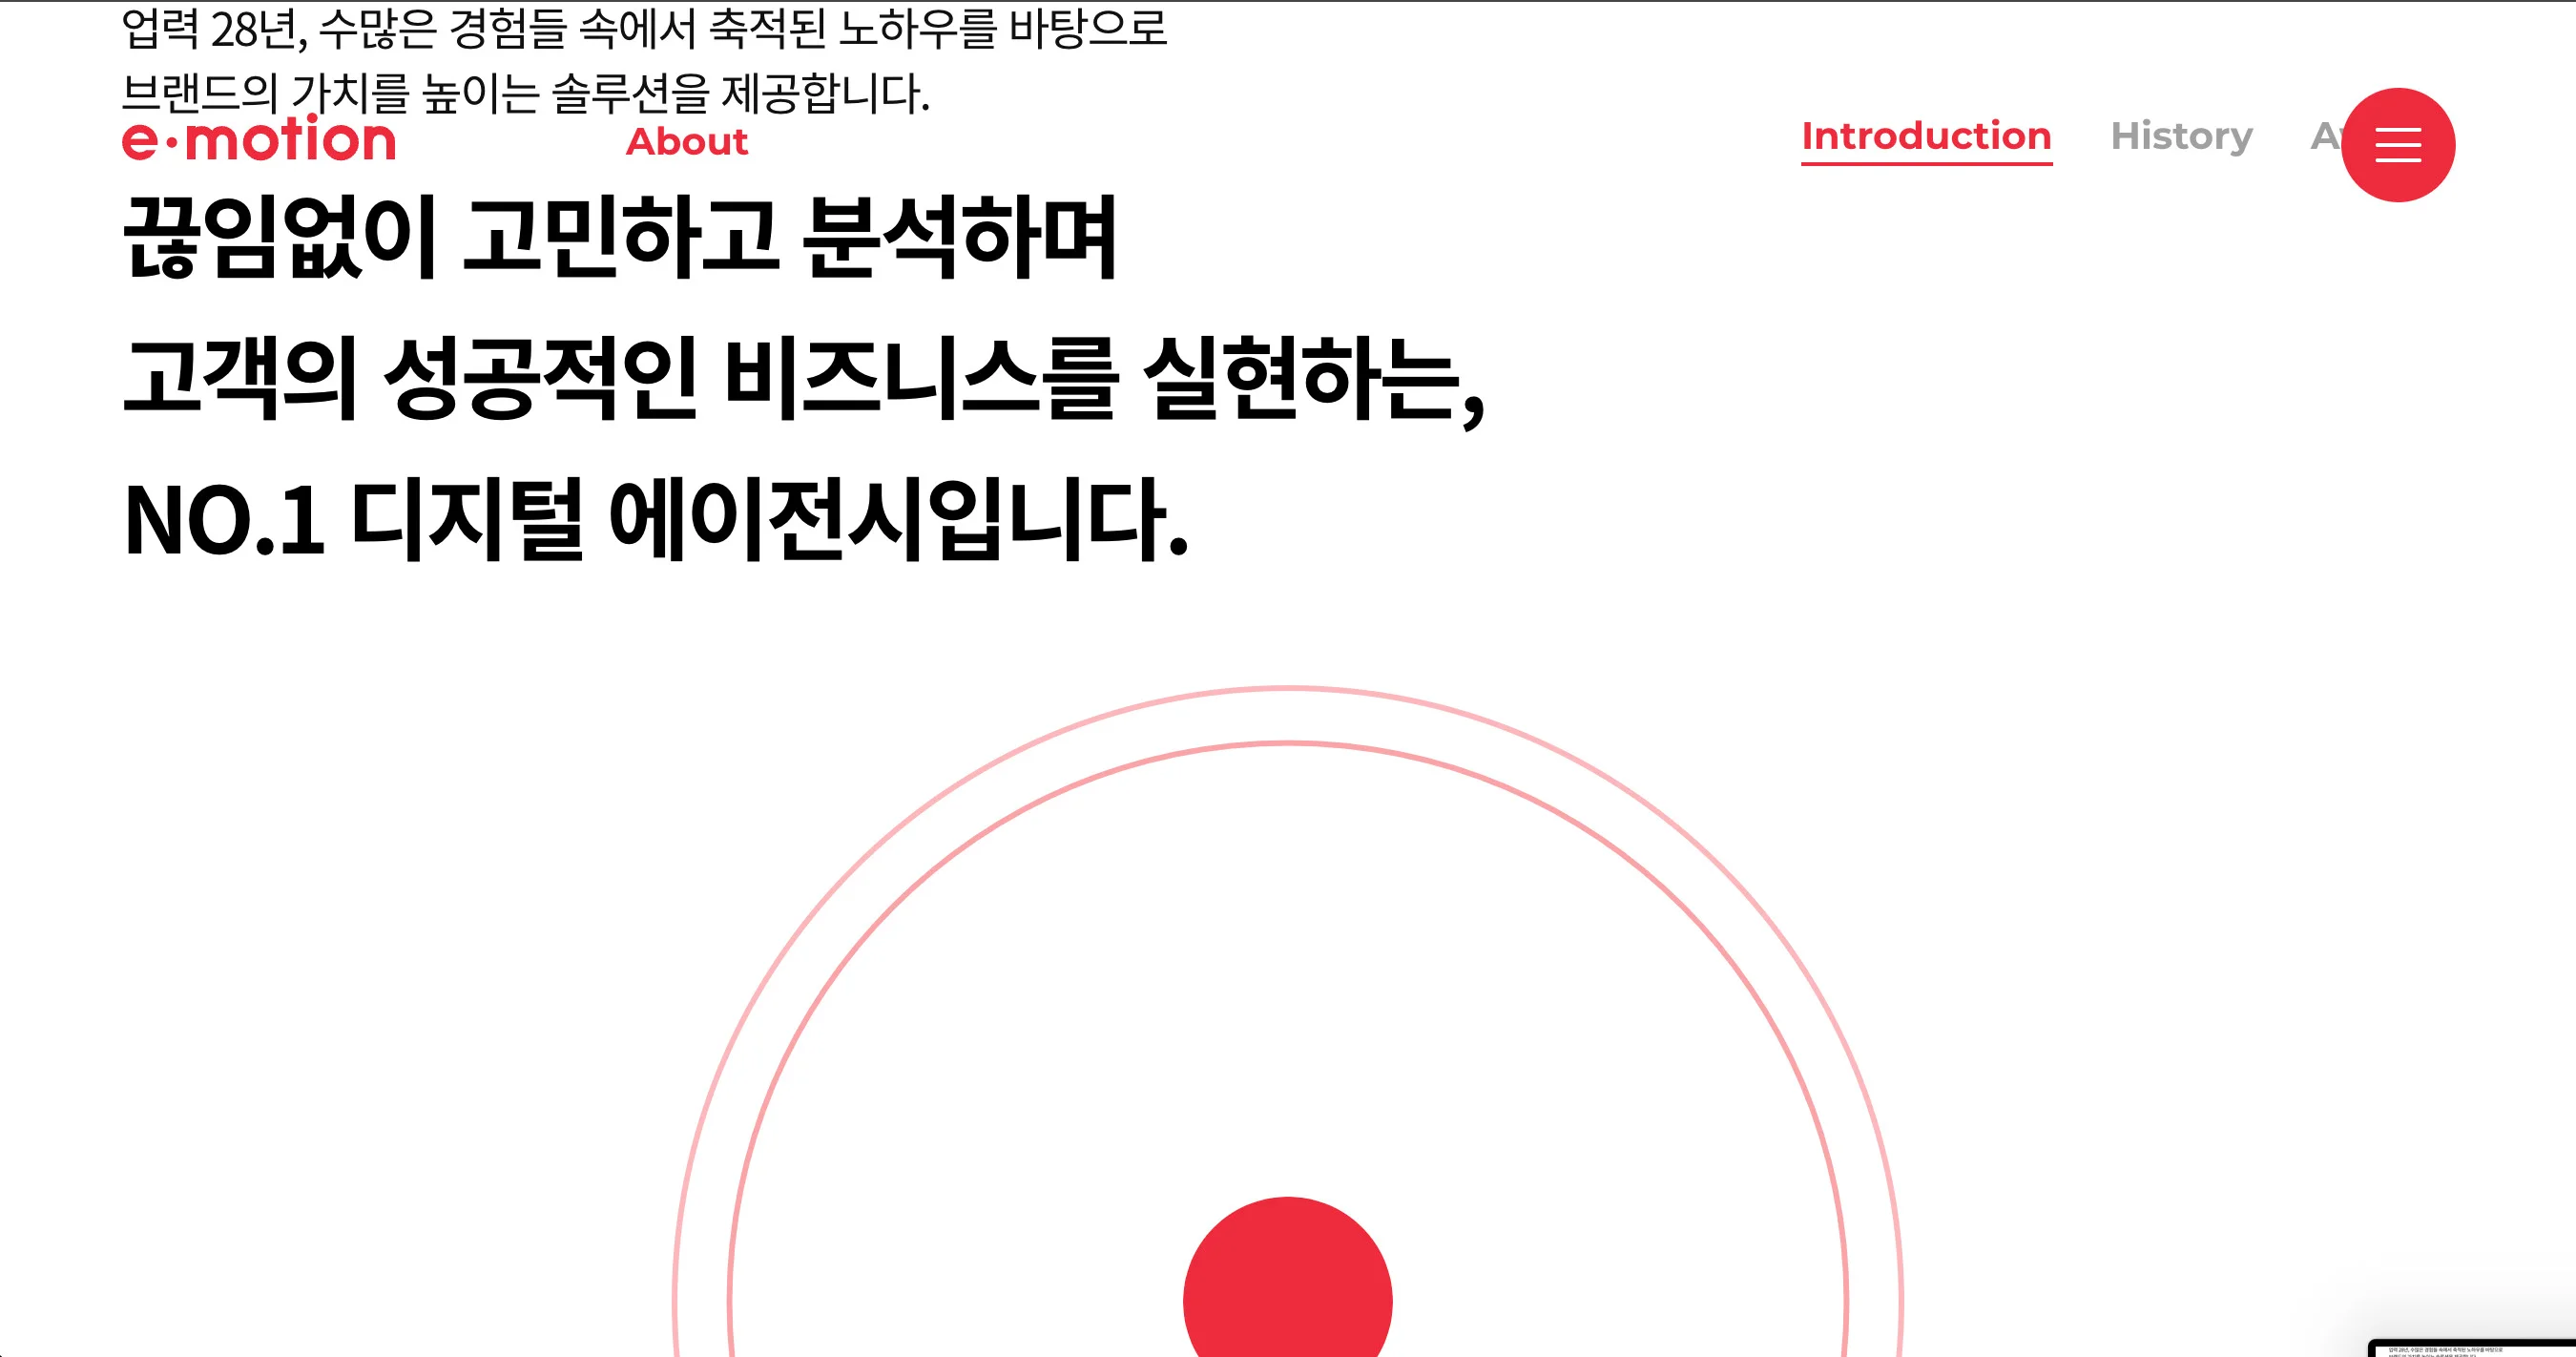 업력 28년, 수많은 경험들 속에서 축적된 노하우를 바탕으로
브랜드의 가치를 높이는 솔루션을 제공합니다.
e·motion
About
Introduction
History
끊임없이 고민하고 분석하며
고객의 성공적인 비즈니스를 실현하는,
NO.1 디지털 에이전시입니다.